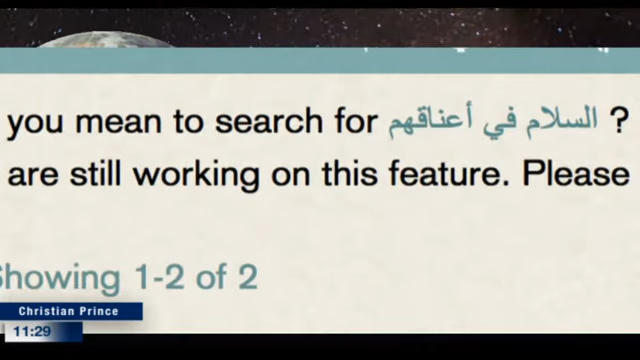 you mean to search for السلام في أعناقهم ?
are still working on this feature. Please
Showing 1-2 of 2
Christian Prince
11:29